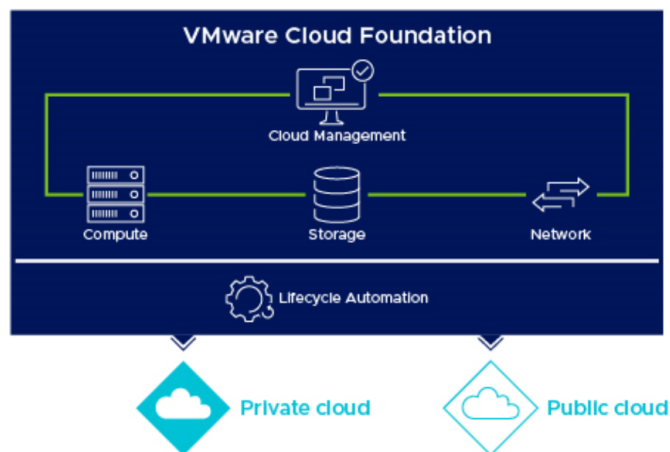 VMware Cloud Foundation
Cloud Management
Compute
Storage
Network
Lifecycle Automation
Private cloud
Public cloud